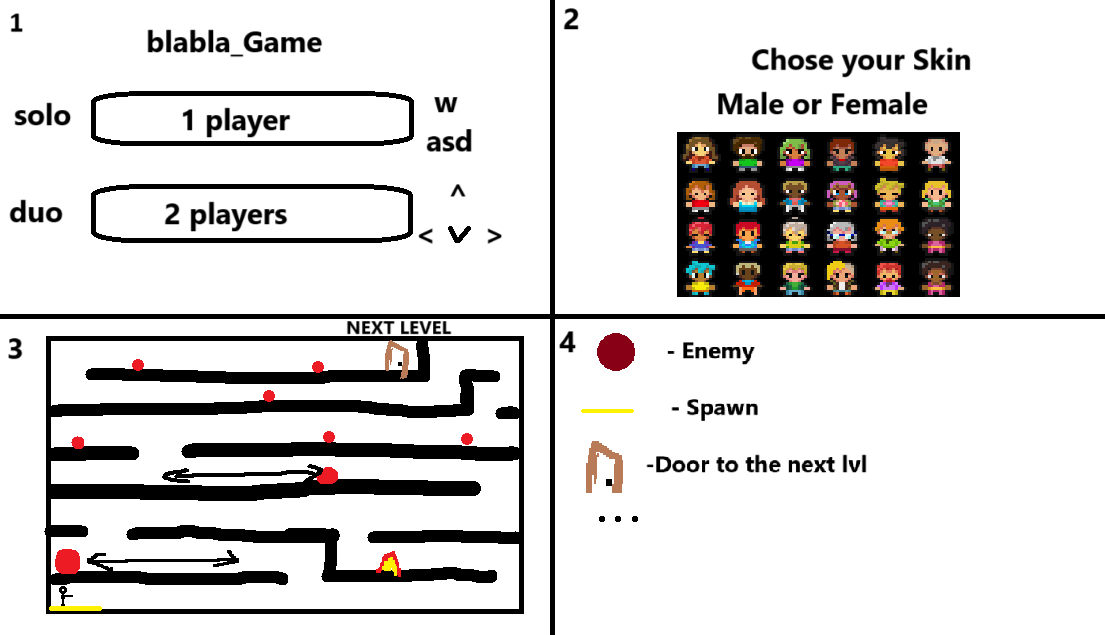 1
blabla_Game
solo
1 player
w
asd
duo
2 players
^
< v >
2
Chose your Skin
Male or Female
3
NEXT LEVEL
4
- Enemy
- Spawn
-Door to the next lvl
...